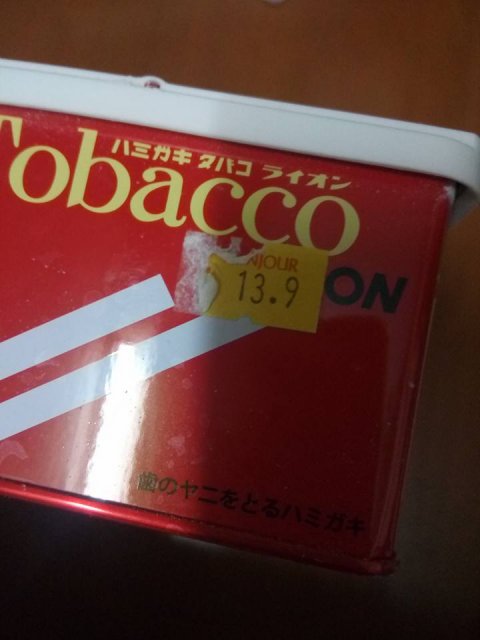 ハミガキ タバコ ライオン
Tobacco
NJOUR
13.9
ON
歯のヤニをとるハミガキ